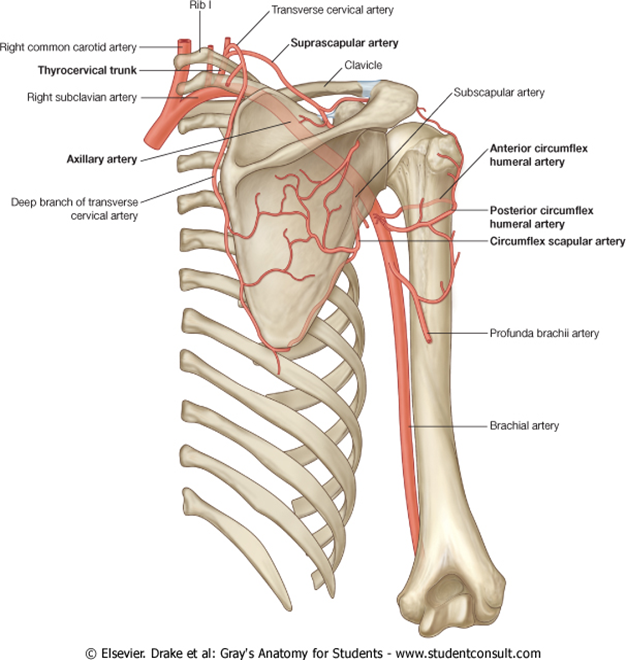 Rib I
Transverse cervical artery
Right common carotid artery
Suprascapular artery
Thyrocervical trunk
Clavicle
Right subclavian artery
Subscapular artery
Anterior circumflex
humeral artery
Axillary artery
Deep branch of transverse
cervical artery
Posterior circumflex
humeral artery
Circumflex scapular artery
Profunda brachii artery
Brachial artery
© Elsevier. Drake et al: Gray's Anatomy for Students - www.studentconsult.com